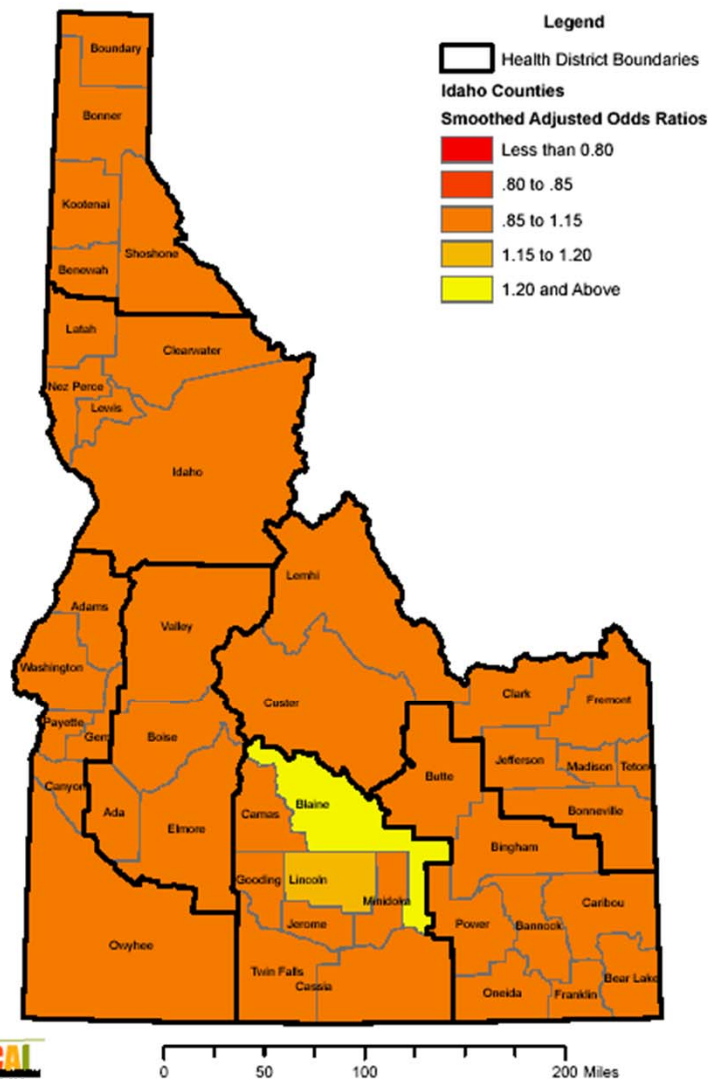 Legend
Health District Boundaries
Idaho Counties
Smoothed Adjusted Odds Ratios
Less than 0.80
.80 to .85
.85 to 1.15
1.15 to 1.20
1.20 and Above
Boundary
Bonner
Kootenai
Shoshone
Benewah
Latah
Clearwater
Nez Perce
Lewis
Idaho
Lemhi
Adams
Valley
Washington
Clark
Fremont
Custer
Payette
Gem
Boise
Jefferson
Madison
Teton
Butte
Canyon
Blaine
Ada
Camas
Bonneville
Elmore
Bingham
Gooding
Lincoln
Minidoka
Caribou
Jerome
Power
Bannock
Owyhee
Twin Falls
Cassia
Bear Lake
Oneida
Franklin
0 50 100 200 Miles